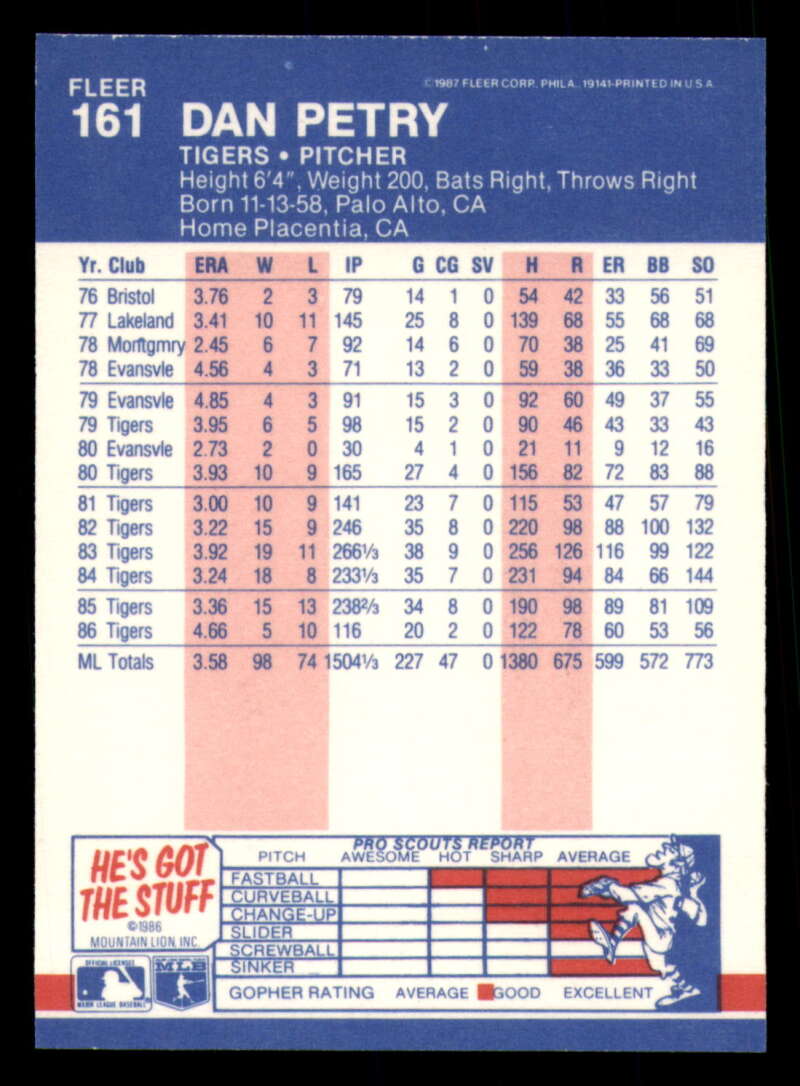 FLEER
161 DAN PETRY
© 1987 FLEER CORP. PHILA. 19141-PRINTED IN U.S.A.
TIGERS • PITCHER
Height 6'4", Weight 200, Bats Right, Throws Right
Born 11-13-58, Palo Alto, CA
Home Placentia, CA
Yr. Club ERA W L IP G CG SV H R ER BB SO
76 Bristol 3.76 2 3 79 14 1 0 54 42 33 56 51
77 Lakeland 3.41 10 11 145 25 8 0 139 68 55 68 68
78 Montgmry 2.45 6 7 92 14 6 0 70 38 25 41 69
78 Evansvle 4.56 4 3 71 13 2 0 59 38 36 33 50
79 Evansvle 4.85 4 3 91 15 3 0 92 60 49 37 55
79 Tigers 3.95 6 5 98 15 2 0 90 46 43 33 43
80 Evansvle 2.73 2 0 30 4 1 0 21 11 9 12 16
80 Tigers 3.93 10 9 165 27 4 0 156 82 72 83 88
81 Tigers 3.00 10 9 141 23 7 0 115 53 47 57 79
82 Tigers 3.22 15 9 246 35 8 0 220 98 88 100 132
83 Tigers 3.92 19 11 266⅓ 38 9 0 256 126 116 99 122
84 Tigers 3.24 18 8 233⅓ 35 7 0 231 94 84 66 144
85 Tigers 3.36 15 13 238⅔ 34 8 0 190 98 89 81 109
86 Tigers 4.66 5 10 116 20 2 0 122 78 60 53 56
ML Totals 3.58 98 74 1504⅓ 227 47 0 1380 675 599 572 773
HE'S GOT
THE STUFF
©1986
MOUNTAIN LION, INC.
PRO SCOUTS REPORT
PITCH AWESOME HOT SHARP AVERAGE
FASTBALL
CURVEBALL
CHANGE-UP
SLIDER
SCREWBALL
SINKER
GOPHER RATING AVERAGE GOOD EXCELLENT
OFFICIAL LICENSEE
MAJOR LEAGUE BASEBALL
MLB